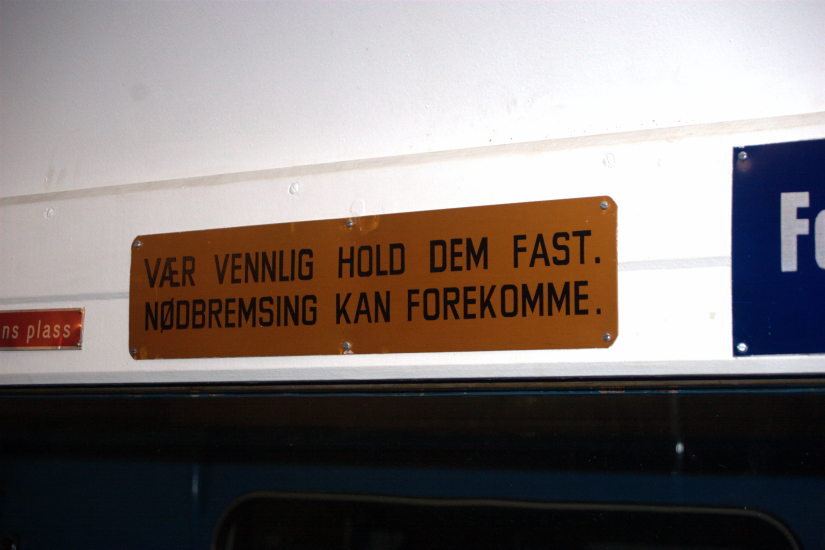 VÆR VENNLIG HOLD DEM FAST.
NØDBREMSING KAN FOREKOMME.
ns plass